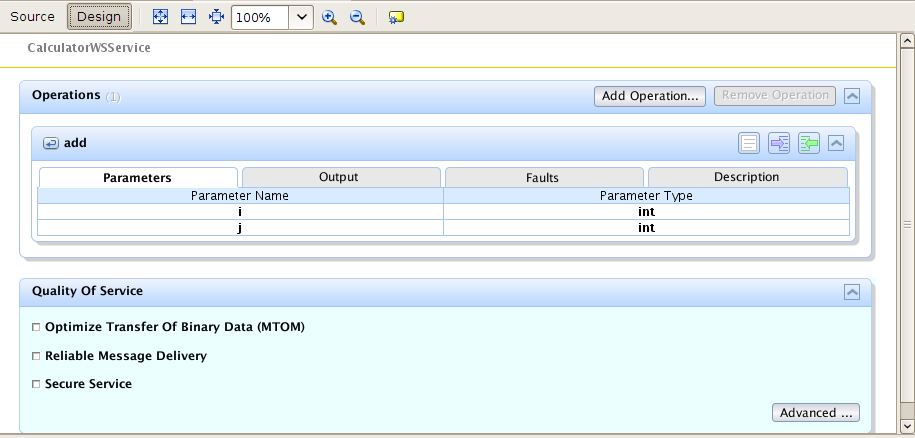 Source Design 100%
CalculatorWSService
Operations (1) Add Operation... Remove Operation
add
Parameters Output Faults Description
Parameter Name Parameter Type
i int
j int
Quality Of Service
Optimize Transfer Of Binary Data (MTOM)
Reliable Message Delivery
Secure Service
Advanced ...